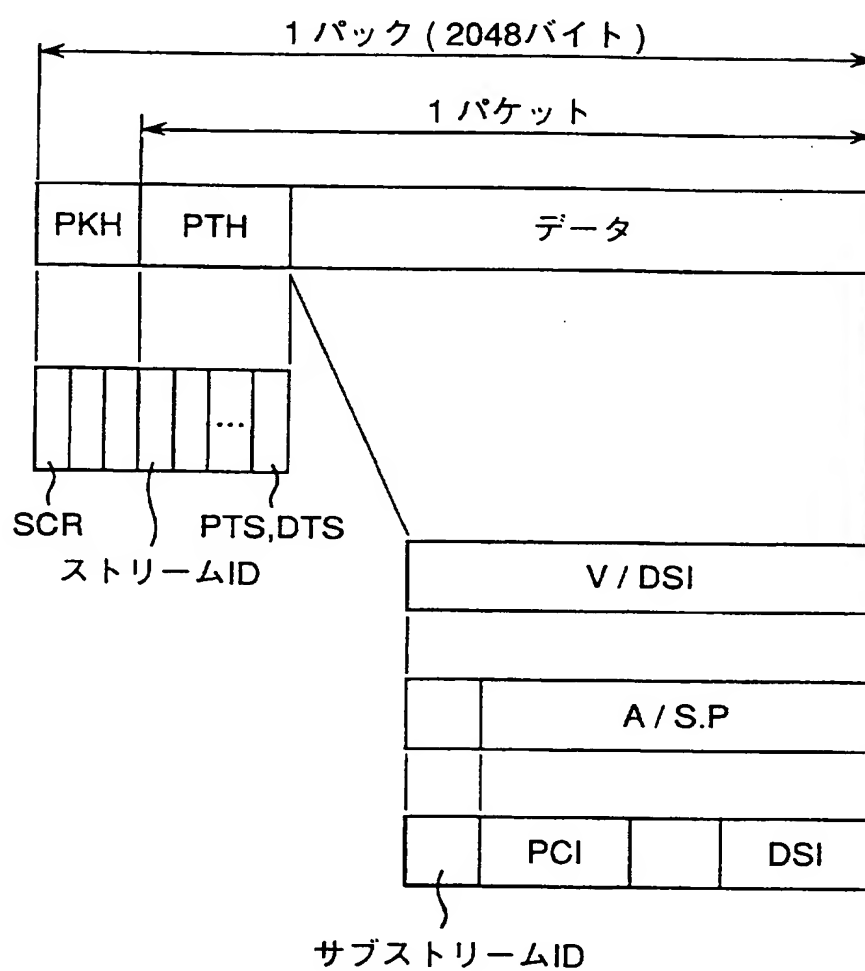 1 パック ( 2048バイト )
1 パケット
PKH PTH データ
...
SCR PTS,DTS
ストリームID
V / DSI
A / S.P
PCI DSI
サブストリームID